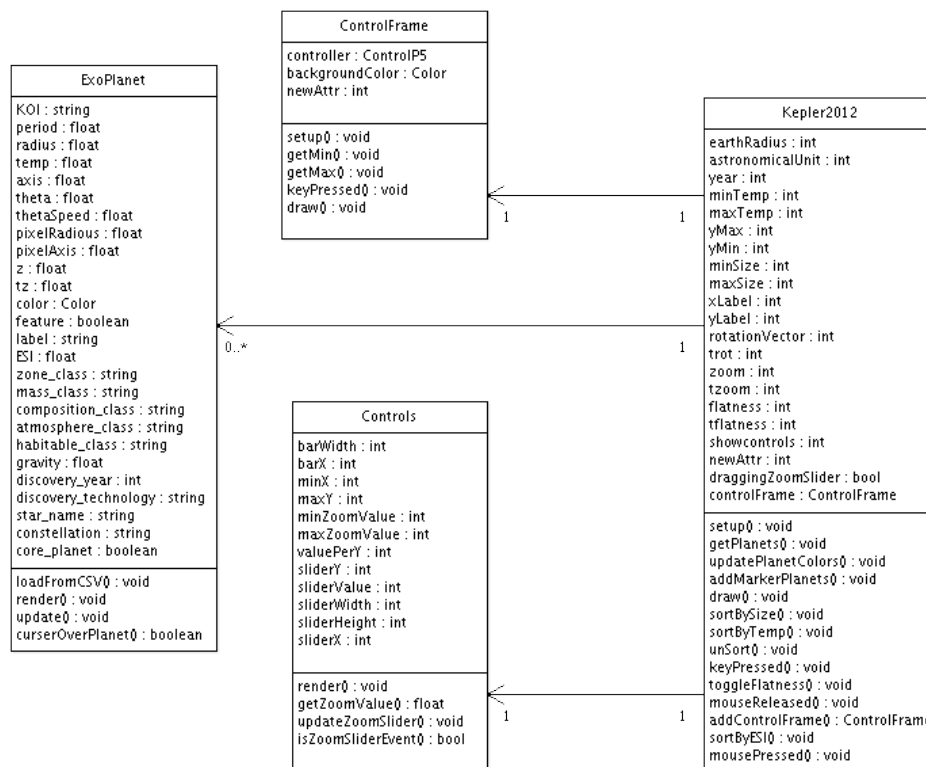 ControlFrame
controller : ControlP5
backgroundColor : Color
newAttr : int
setup() : void
getMin() : void
getMax() : void
keyPressed() : void
draw() : void
ExoPlanet
KOI : string
period : float
radius : float
temp : float
axis : float
theta : float
thetaSpeed : float
pixelRadious : float
pixelAxis : float
z : float
tz : float
color : Color
feature : boolean
label : string
ESI : float
zone_class : string
mass_class : string
composition_class : string
atmosphere_class : string
habitable_class : string
gravity : float
discovery_year : int
discovery_technology : string
star_name : string
constellation : string
core_planet : boolean
loadFromCSV() : void
render() : void
update() : void
curserOverPlanet() : boolean
Kepler2012
earthRadius : int
astronomicalUnit : int
year : int
minTemp : int
maxTemp : int
yMax : int
yMin : int
minSize : int
maxSize : int
xLabel : int
yLabel : int
rotationVector : int
trot : int
zoom : int
tzoom : int
flatness : int
tflatness : int
showcontrols : int
newAttr : int
draggingZoomSlider : bool
controlFrame : ControlFrame
setup() : void
getPlanets() : void
updatePlanetColors() : void
addMarkerPlanets() : void
draw() : void
sortBySize() : void
sortByTemp() : void
unSort() : void
keyPressed() : void
toggleFlatness() : void
mouseReleased() : void
addControlFrame() : ControlFrame
sortByESI() : void
mousePressed() : void
Controls
barWidth : int
barX : int
minX : int
maxY : int
minZoomValue : int
maxZoomValue : int
valuePerY : int
sliderY : int
sliderValue : int
sliderWidth : int
sliderHeight : int
sliderX : int
render() : void
getZoomValue() : float
updateZoomSlider() : void
isZoomSliderEvent() : bool
1 1
0..* 1
1 1